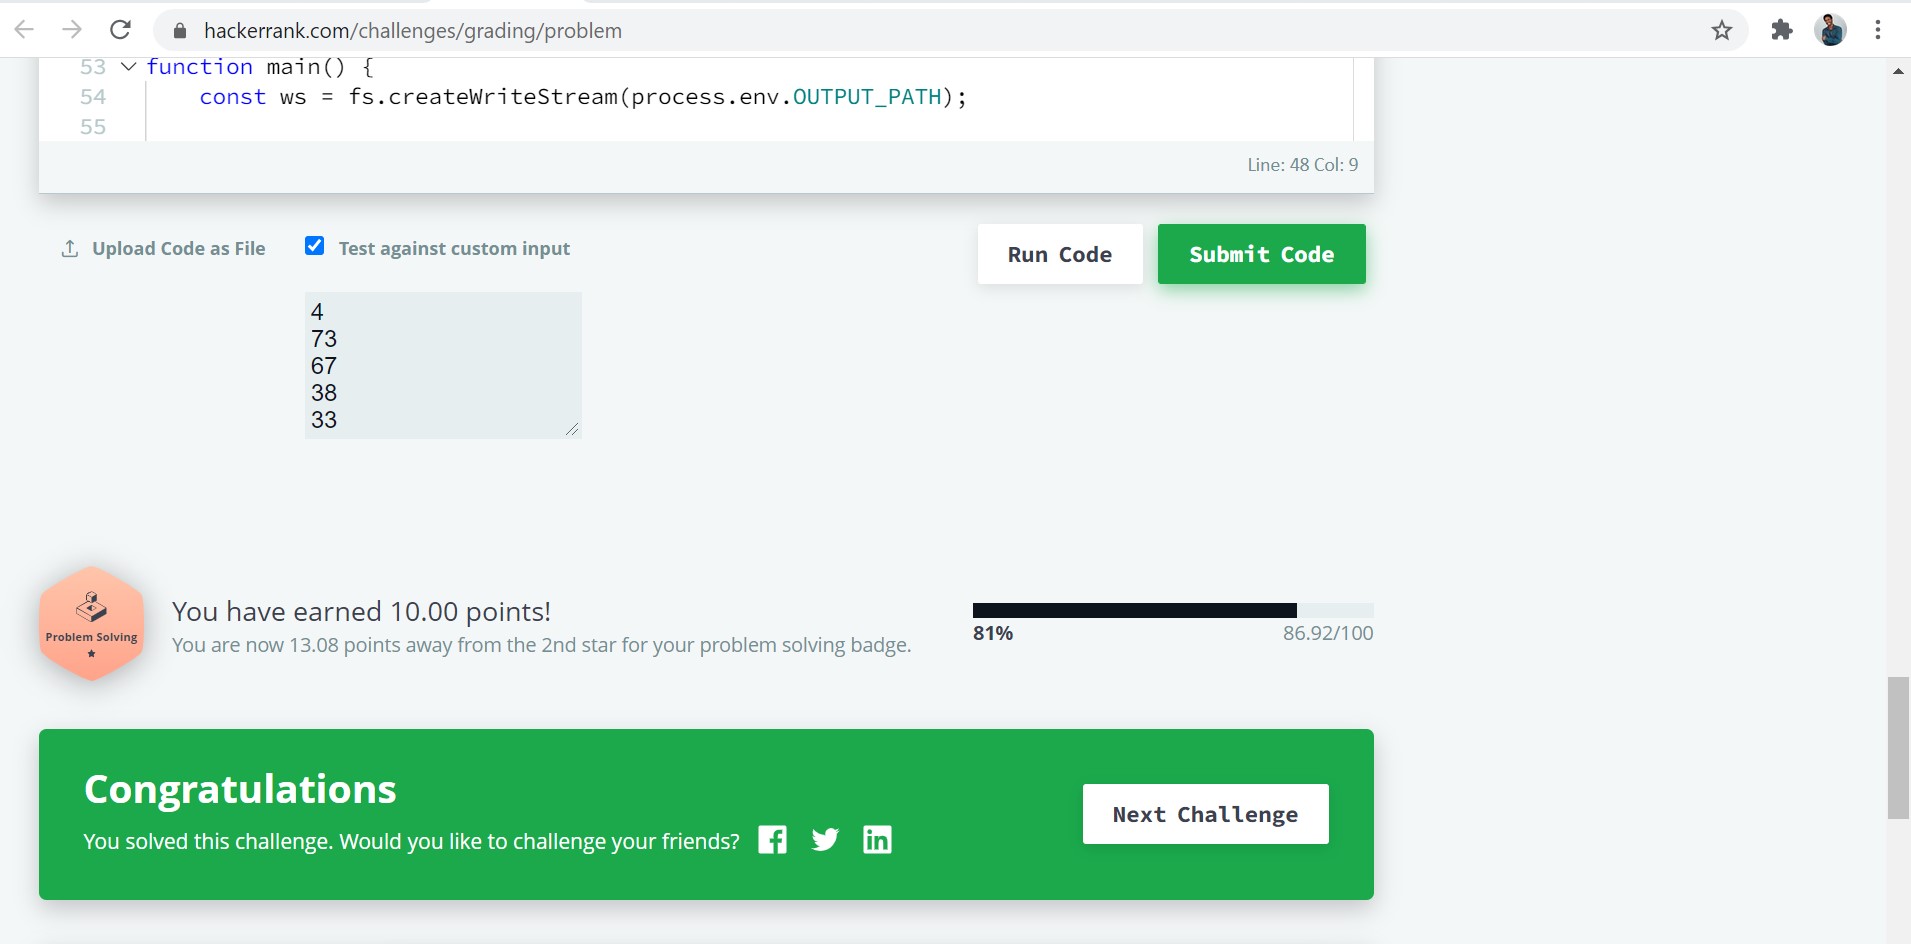 hackerrank.com/challenges/grading/problem
53 function main() {
54 const ws = fs.createWriteStream(process.env.OUTPUT_PATH);
55
Line: 48 Col: 9
Upload Code as File Test against custom input Run Code Submit Code
4
73
67
38
33
Problem Solving
You have earned 10.00 points!
You are now 13.08 points away from the 2nd star for your problem solving badge.
81% 86.92/100
Congratulations
You solved this challenge. Would you like to challenge your friends?
Next Challenge